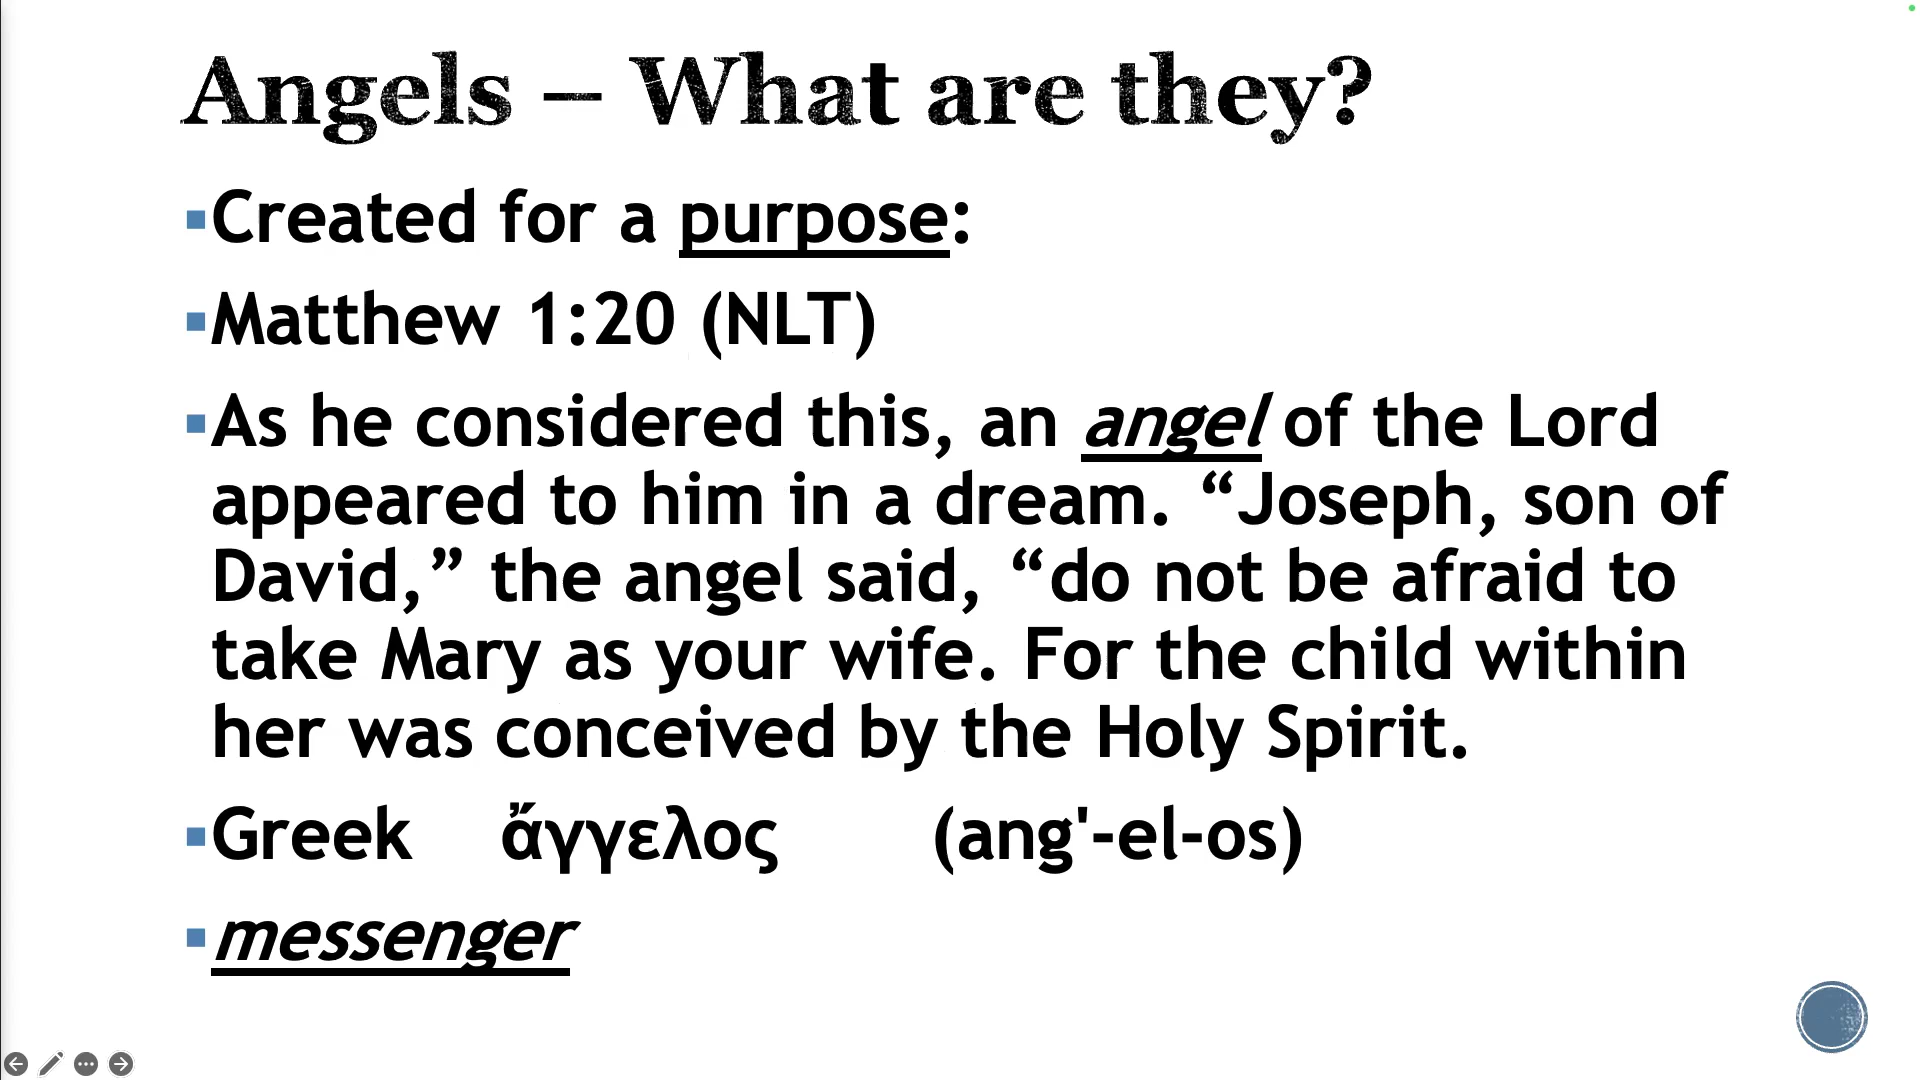 Angels – What are they?
Created for a purpose:
Matthew 1:20 (NLT)
As he considered this, an angel of the Lord
appeared to him in a dream. “Joseph, son of
David,” the angel said, “do not be afraid to
take Mary as your wife. For the child within
her was conceived by the Holy Spirit.
Greek ἄγγελος (ang'-el-os)
messenger